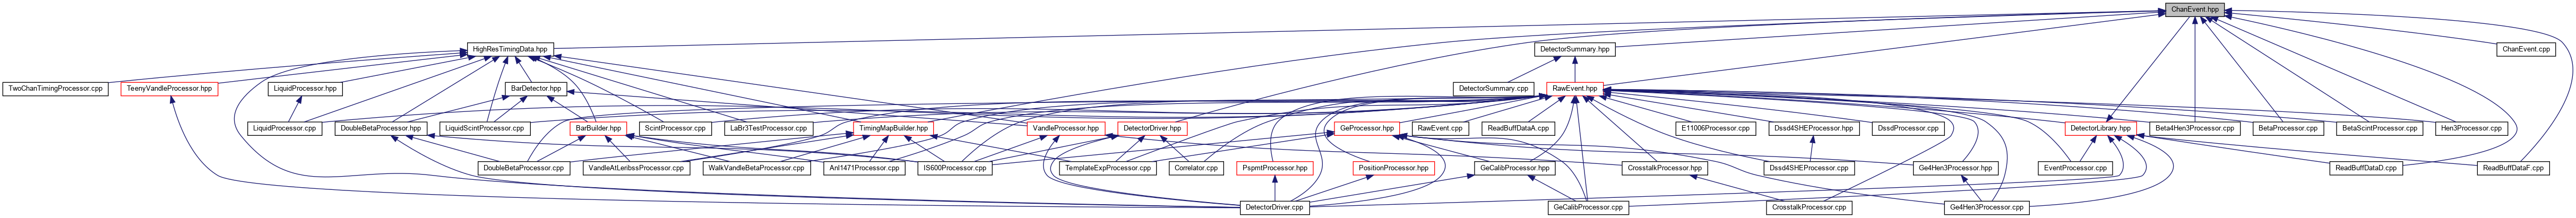 ChanEvent.hpp
HighResTimingData.hpp
DetectorSummary.hpp
ChanEvent.cpp
TwoChanTimingProcessor.cpp
TeenyVandleProcessor.hpp
LiquidProcessor.hpp
BarDetector.hpp
DetectorSummary.cpp
RawEvent.hpp
LiquidProcessor.cpp
DoubleBetaProcessor.hpp
LiquidScintProcessor.cpp
BarBuilder.hpp
ScintProcessor.cpp
LaBr3TestProcessor.cpp
TimingMapBuilder.hpp
VandleProcessor.hpp
DetectorDriver.hpp
GeProcessor.hpp
RawEvent.cpp
ReadBuffDataA.cpp
E11006Processor.cpp
Dssd4SHEProcessor.hpp
DssdProcessor.cpp
DetectorLibrary.hpp
Beta4Hen3Processor.cpp
BetaProcessor.cpp
BetaScintProcessor.cpp
Hen3Processor.cpp
DoubleBetaProcessor.cpp
VandleAtLenbssProcessor.cpp
WalkVandleBetaProcessor.cpp
Anl1471Processor.cpp
IS600Processor.cpp
TemplateExpProcessor.cpp
Correlator.cpp
PspmtProcessor.hpp
PositionProcessor.hpp
GeCalibProcessor.hpp
CrosstalkProcessor.hpp
Dssd4SHEProcessor.cpp
Ge4Hen3Processor.hpp
EventProcessor.cpp
ReadBuffDataD.cpp
ReadBuffDataF.cpp
DetectorDriver.cpp
GeCalibProcessor.cpp
CrosstalkProcessor.cpp
Ge4Hen3Processor.cpp